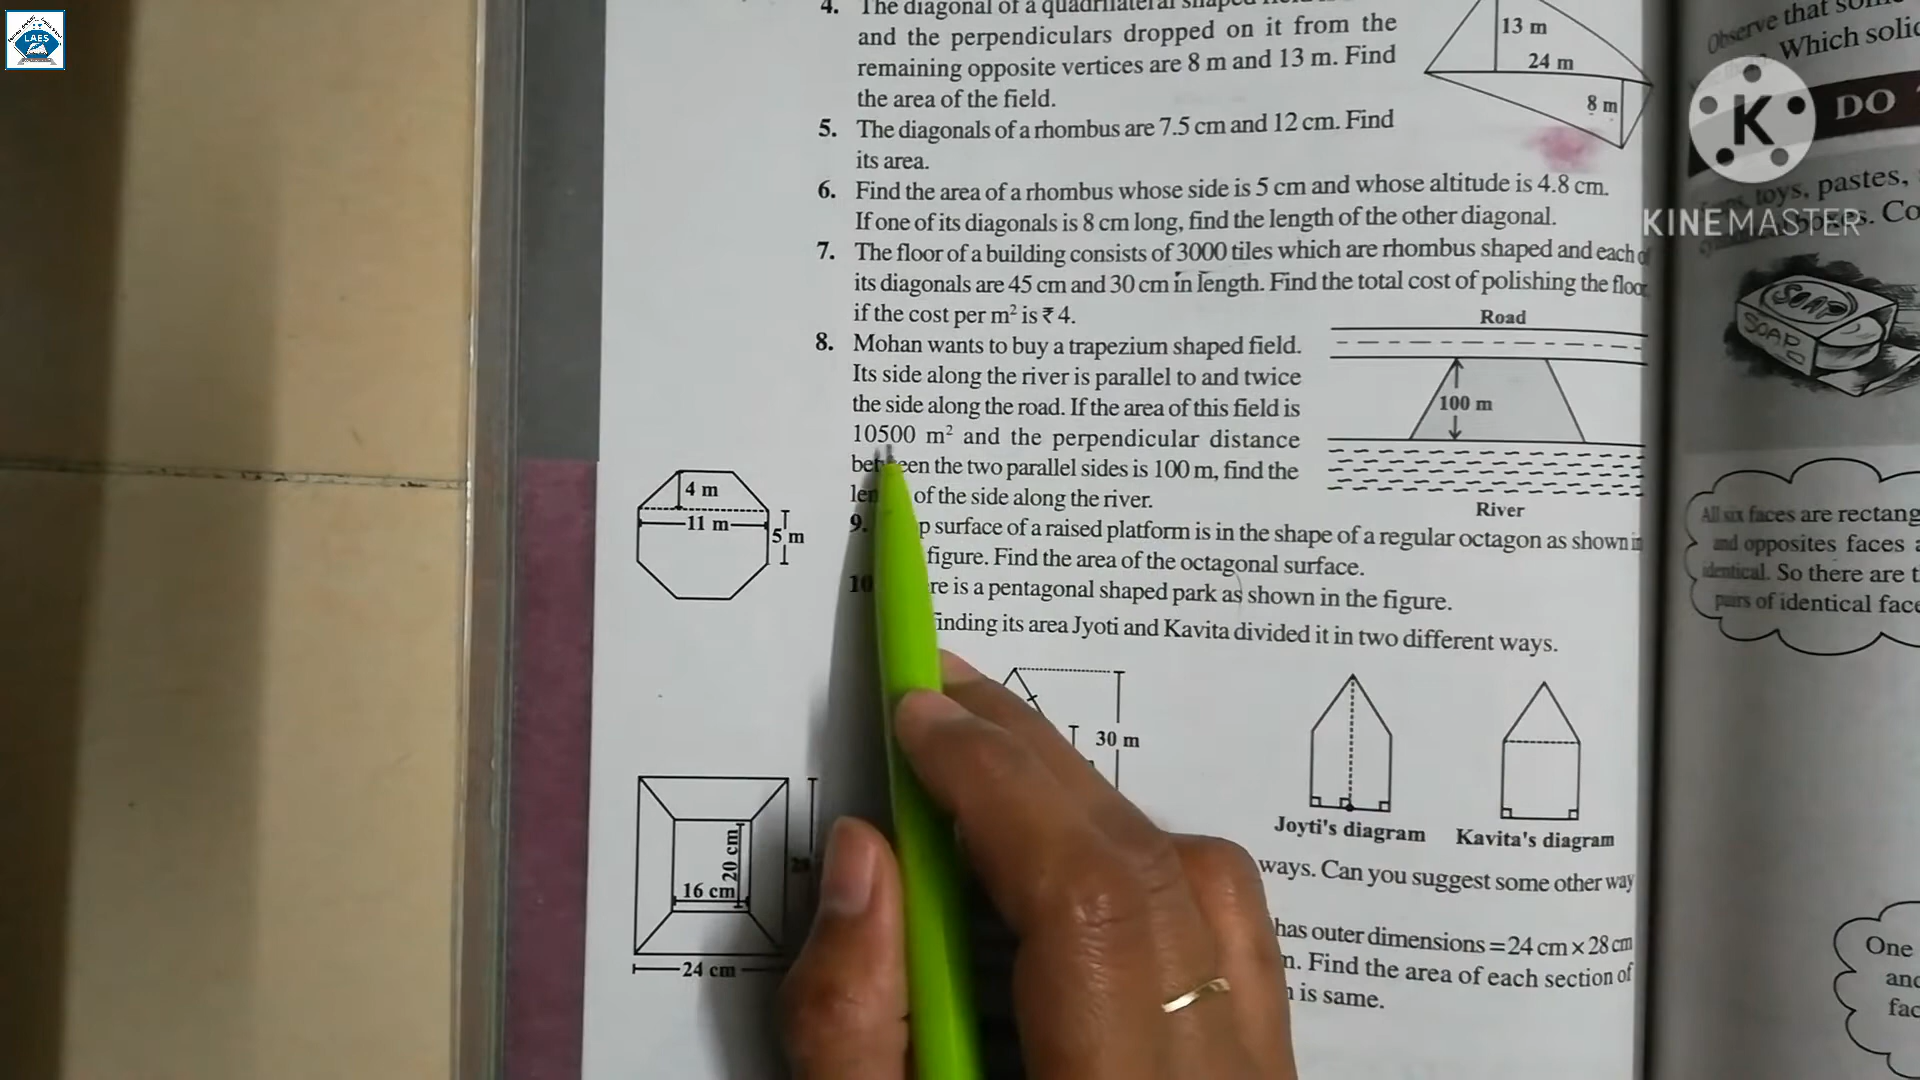 LAES
4. The diagonal of a quadrilateral shaped
and the perpendiculars dropped on it from the
remaining opposite vertices are 8 m and 13 m. Find
the area of the field.
13 m
24 m
8 m
5. The diagonals of a rhombus are 7.5 cm and 12 cm. Find
its area.
6. Find the area of a rhombus whose side is 5 cm and whose altitude is 4.8 cm.
If one of its diagonals is 8 cm long, find the length of the other diagonal.
7. The floor of a building consists of 3000 tiles which are rhombus shaped and each
its diagonals are 45 cm and 30 cm in length. Find the total cost of polishing the floor
if the cost per m² is ₹ 4.
8. Mohan wants to buy a trapezium shaped field.
Its side along the river is parallel to and twice
the side along the road. If the area of this field is
10500 m² and the perpendicular distance
between the two parallel sides is 100 m, find the
of the side along the river.
Road
100 m
River
9. surface of a raised platform is in the shape of a regular octagon as shown in
figure. Find the area of the octagonal surface.
4 m
11 m
5 m
10 is a pentagonal shaped park as shown in the figure.
finding its area Jyoti and Kavita divided it in two different ways.
30 m
Joyti's diagram
Kavita's diagram
ways. Can you suggest some other way
has outer dimensions = 24 cm × 28 cm
Find the area of each section of
is same.
20 cm
16 cm
24 cm
Observe that
Which
DO
K
KINEMASTER
toys, pastes,
SOAP
SOAP
All six faces are
and opposites faces
identical. So there are
pairs of identical
One